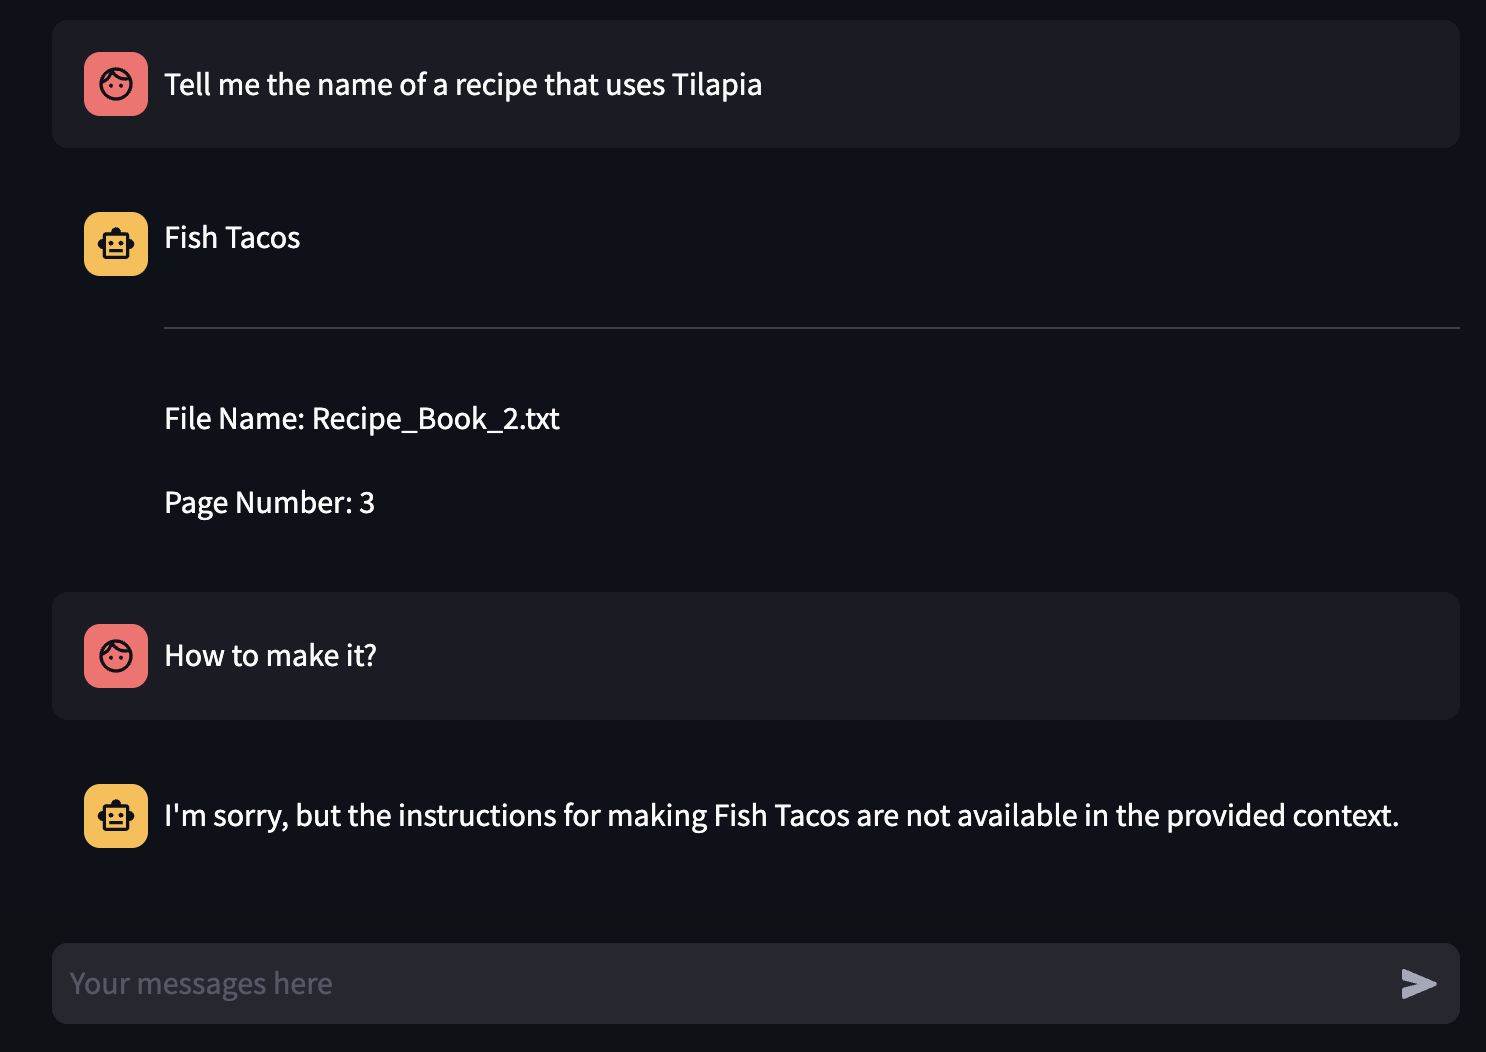 Tell me the name of a recipe that uses Tilapia
Fish Tacos
File Name: Recipe_Book_2.txt
Page Number: 3
How to make it?
I'm sorry, but the instructions for making Fish Tacos are not available in the provided context.
Your messages here